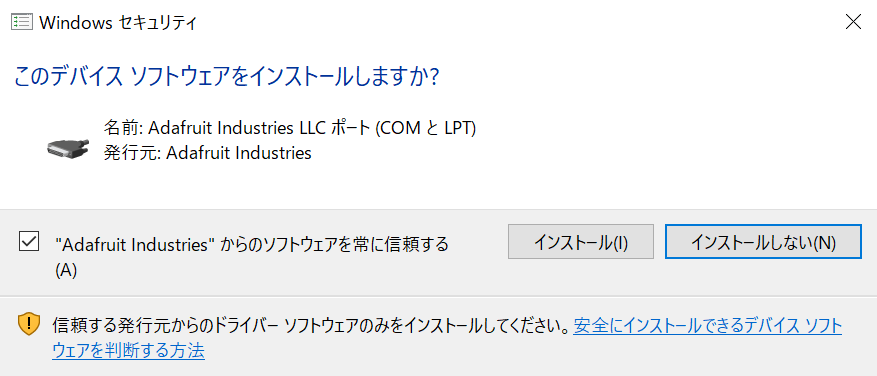 Windows セキュリティ
このデバイス ソフトウェアをインストールしますか?
名前: Adafruit Industries LLC ポート (COM と LPT)
発行元: Adafruit Industries
"Adafruit Industries" からのソフトウェアを常に信頼する
(A)
インストール(I)
インストールしない(N)
信頼する発行元からのドライバー ソフトウェアのみをインストールしてください。安全にインストールできるデバイス ソフト
ウェアを判断する方法